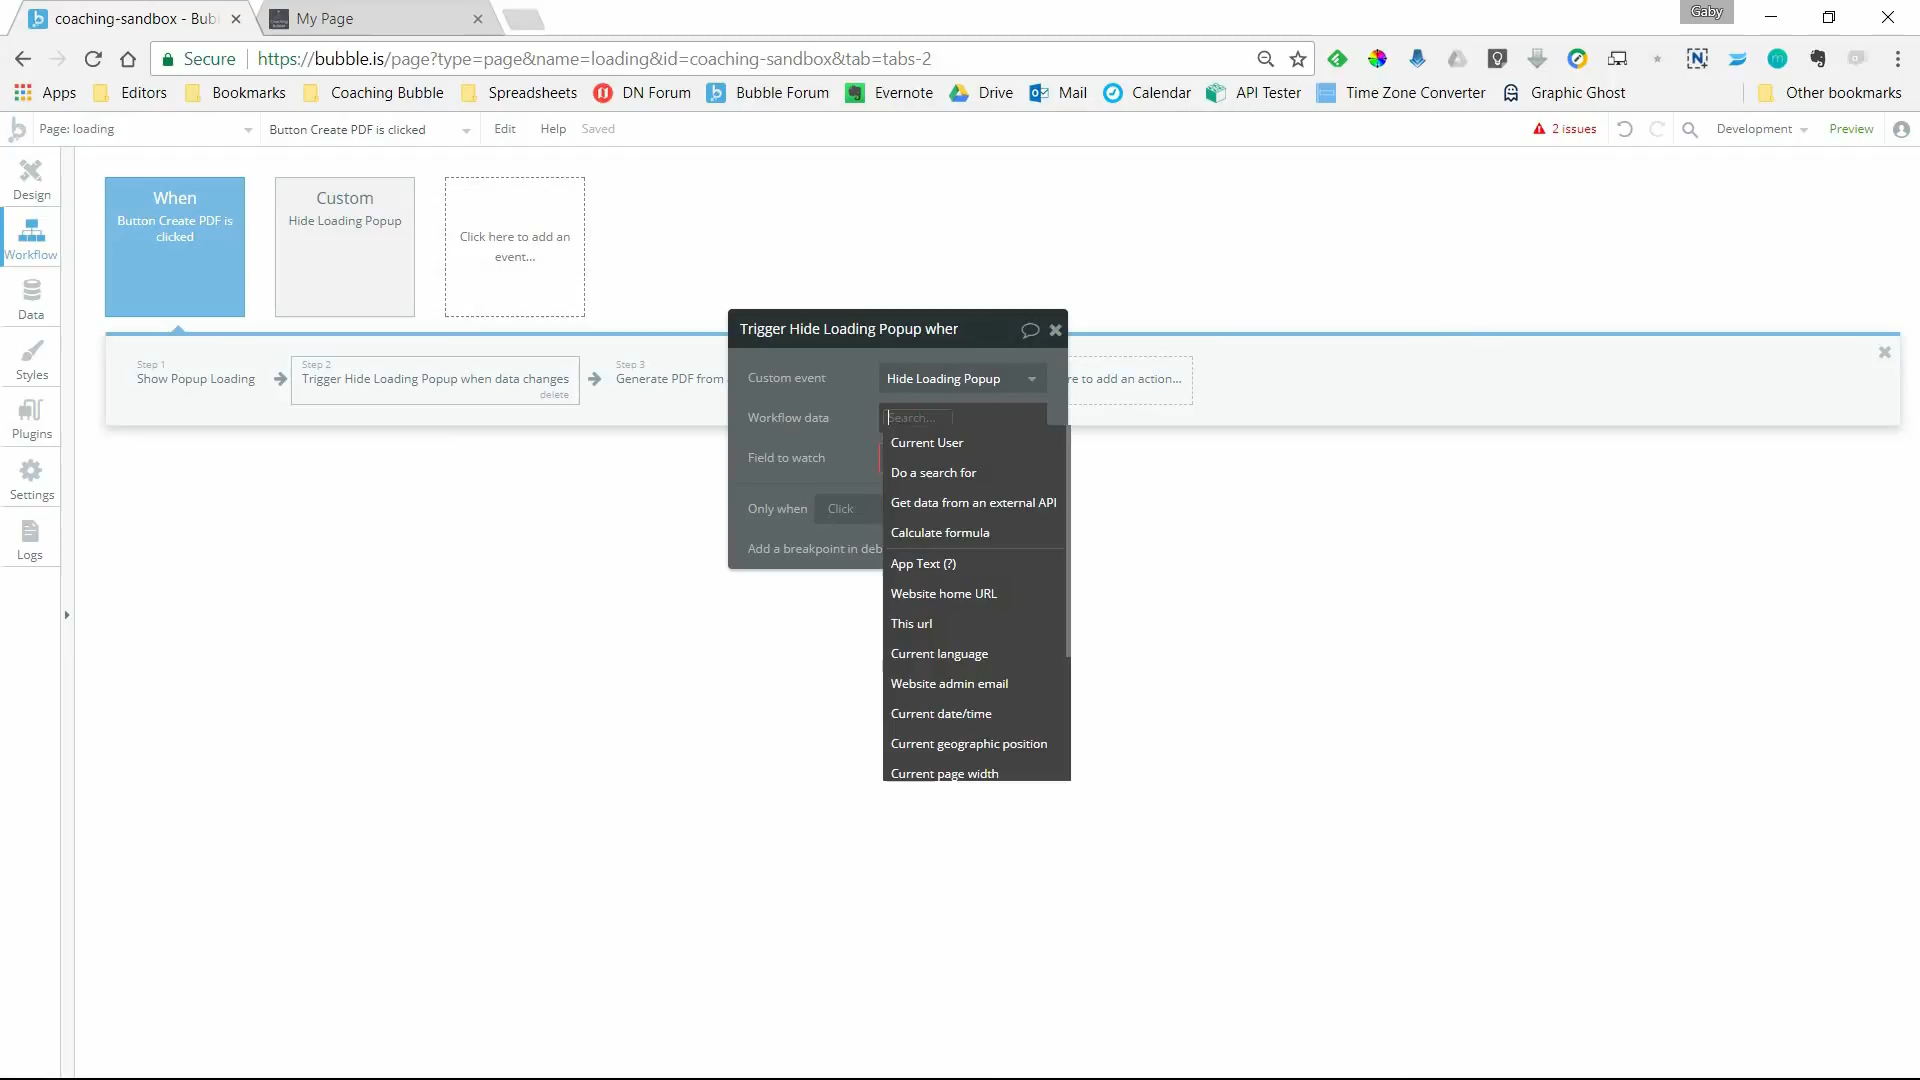 coaching-sandbox - Bub
My Page
Gaby
Secure
https://bubble.is/page?type=page&name=loading&id=coaching-sandbox&tab=tabs-2
Apps
Editors
Bookmarks
Coaching Bubble
Spreadsheets
DN Forum
Bubble Forum
Evernote
Drive
Mail
Calendar
API Tester
Time Zone Converter
Graphic Ghost
Other bookmarks
Page: loading
Button Create PDF is clicked
Edit
Help
Saved
2 issues
Development
Preview
Design
Workflow
Data
Styles
Plugins
Settings
Logs
When
Button Create PDF is
clicked
Custom
Hide Loading Popup
Click here to add an
event...
Step 1
Show Popup Loading
Step 2
Trigger Hide Loading Popup when data changes
delete
Step 3
Generate PDF from
re to add an action...
Trigger Hide Loading Popup wher
Custom event
Hide Loading Popup
Workflow data
Search...
Field to watch
Only when
Click
Add a breakpoint in deb
Current User
Do a search for
Get data from an external API
Calculate formula
App Text (?)
Website home URL
This url
Current language
Website admin email
Current date/time
Current geographic position
Current page width